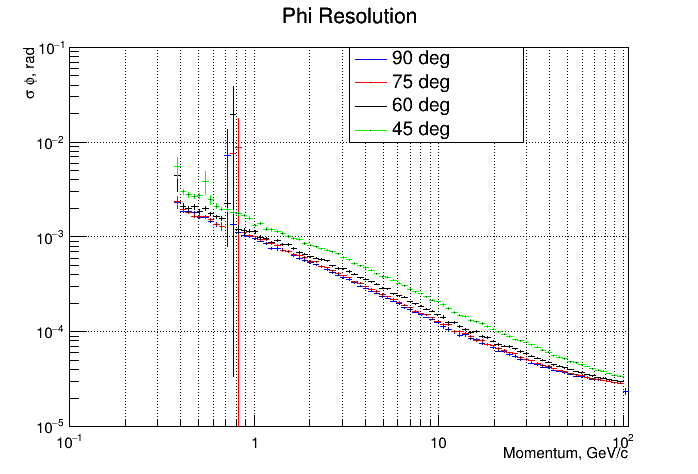 Phi Resolution
σ ϕ, rad
10⁻¹
10⁻²
10⁻³
10⁻⁴
10⁻⁵
90 deg
75 deg
60 deg
45 deg
10⁻¹ 1 10 10²
Momentum, GeV/c